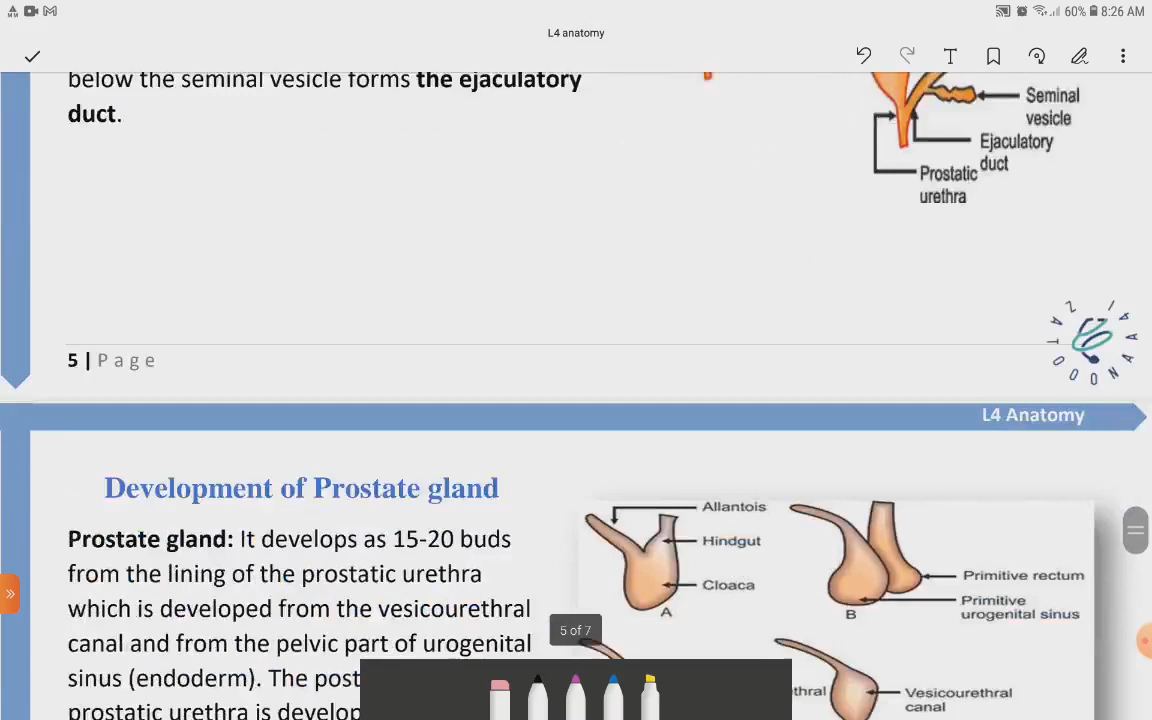 60% 8:26 AM
L4 anatomy
below the seminal vesicle forms the ejaculatory
duct.
Seminal
vesicle
Ejaculatory
duct
Prostatic
urethra
5 | Page
L4 Anatomy
Development of Prostate gland
Prostate gland: It develops as 15-20 buds
from the lining of the prostatic urethra
which is developed from the vesicourethral
canal and from the pelvic part of urogenital
sinus (endoderm). The post
prostatic urethra is develop
Allantois
Hindgut
Cloaca
A
Primitive rectum
Primitive
urogenital sinus
B
5 of 7
thral
Vesicourethral
canal